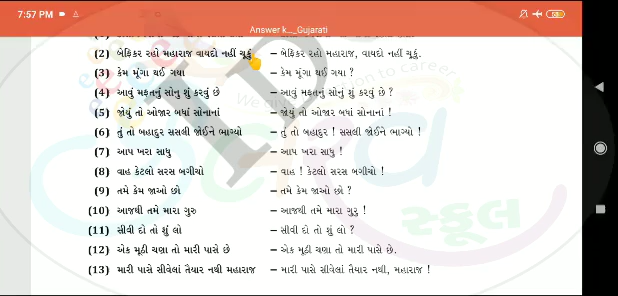 7:57 PM
Answer k..._Gujarati
(2) બેફિકર રહો મહારાજ વાયદો નહીં ચૂકું – બેફિકર રહો મહારાજ, વાયદો નહીં ચૂકું.
(3) કેમ મૂંગા થઈ ગયા – કેમ મૂંગા થઈ ગયા ?
(4) આવું મફતનું સોનુ શું કરવું છે – આવું મફતનું સોનું શું કરવું છે ?
(5) જોયું તો ઓજાર બધાં સોનાનાં – જોયું તો ઓજાર બધાં સોનાનાં !
(6) તું તો બહાદુર સસલી જોઈને ભાગ્યો – તું તો બહાદુર ! સસલી જોઈને ભાગ્યો !
(7) આપ ખરા સાધુ – આપ ખરા સાધુ !
(8) વાહ કેટલો સરસ બગીચો – વાહ ! કેટલો સરસ બગીચો !
(9) તમે કેમ જાઓ છો – તમે કેમ જાઓ છો ?
(10) આજથી તમે મારા ગુરુ – આજથી તમે મારા ગુરુ !
(11) સીવી દો તો શું લો – સીવી દો તો શું લો ?
(12) એક મૂઠી ચણા તો મારી પાસે છે – એક મૂઠી ચણા તો મારી પાસે છે.
(13) મારી પાસે સીવેલાં તૈયાર નથી મહારાજ – મારી પાસે સીવેલાં તૈયાર નથી, મહારાજ !
સ્કૂલ